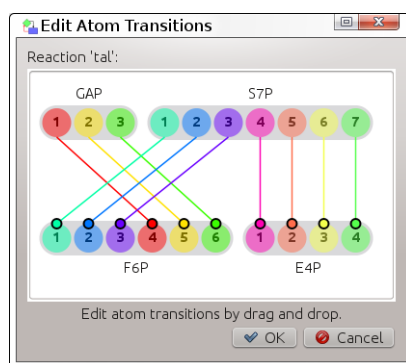 Edit Atom Transitions
Reaction 'tal':
GAP S7P
1 2 3 1 2 3 4 5 6 7
1 2 3 4 5 6 1 2 3 4
F6P E4P
Edit atom transitions by drag and drop.
OK Cancel